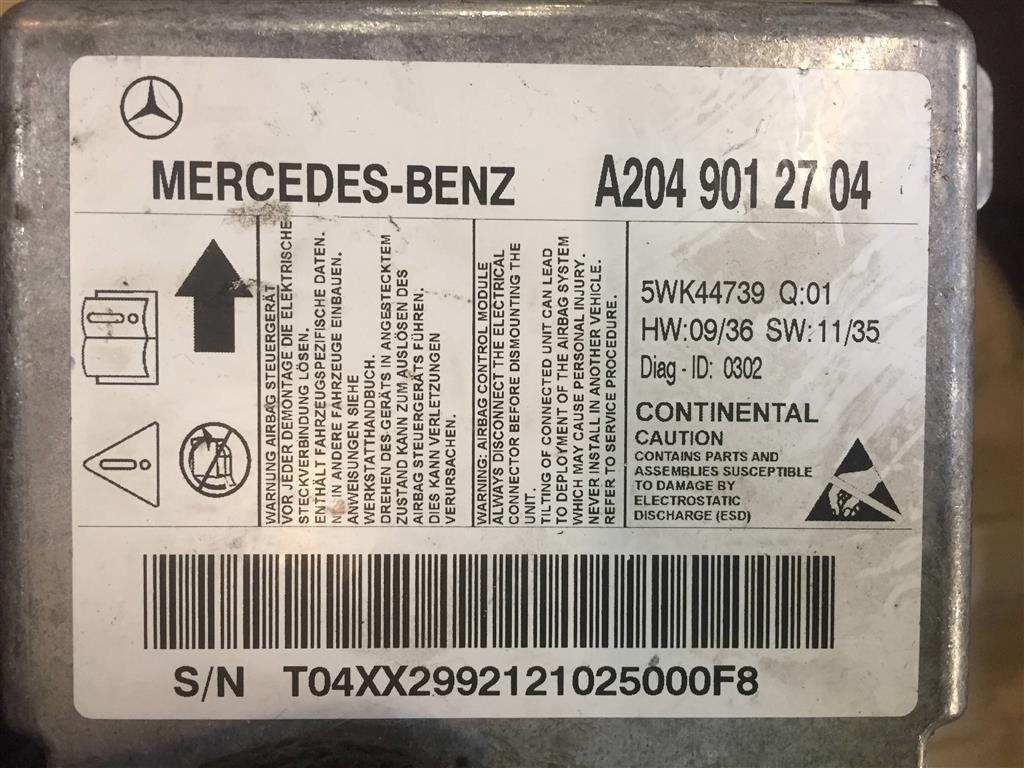 MERCEDES-BENZ
A204 901 27 04
WARNUNG AIRBAG STEUERGERÄT
VOR JEDER DEMONTAGE DIE ELEKTRISCHE
STECKVERBINDUNG LÖSEN.
ENTHÄLT FAHRZEUGSPEZIFISCHE DATEN.
IN ANDERE FAHRZEUGE EINBAUEN.
ANWEISUNGEN SIEHE
WERKSTATTHANDBUCH.
DREHEN DES GERÄTS IN ANGESTECKTEM
ZUSTAND KANN ZUM AUSLÖSEN DES
AIRBAG STEUERGERÄTS FÜHREN.
DIES KANN VERLETZUNGEN
VERURSACHEN.
WARNING: AIRBAG CONTROL MODULE
ALWAYS DISCONNECT THE ELECTRICAL
CONNECTOR BEFORE DISMOUNTING THE
UNIT.
TILTING OF CONNECTED UNIT CAN LEAD
TO DEPLOYMENT OF THE AIRBAG SYSTEM
WHICH MAY CAUSE PERSONAL INJURY.
NEVER INSTALL IN ANOTHER VEHICLE.
REFER TO SERVICE PROCEDURE.
5WK44739 Q:01
HW:09/36 SW:11/35
Diag - ID: 0302
CONTINENTAL
CAUTION
CONTAINS PARTS AND
ASSEMBLIES SUSCEPTIBLE
TO DAMAGE BY
ELECTROSTATIC
DISCHARGE (ESD)
S/N T04XX2992121025000F8